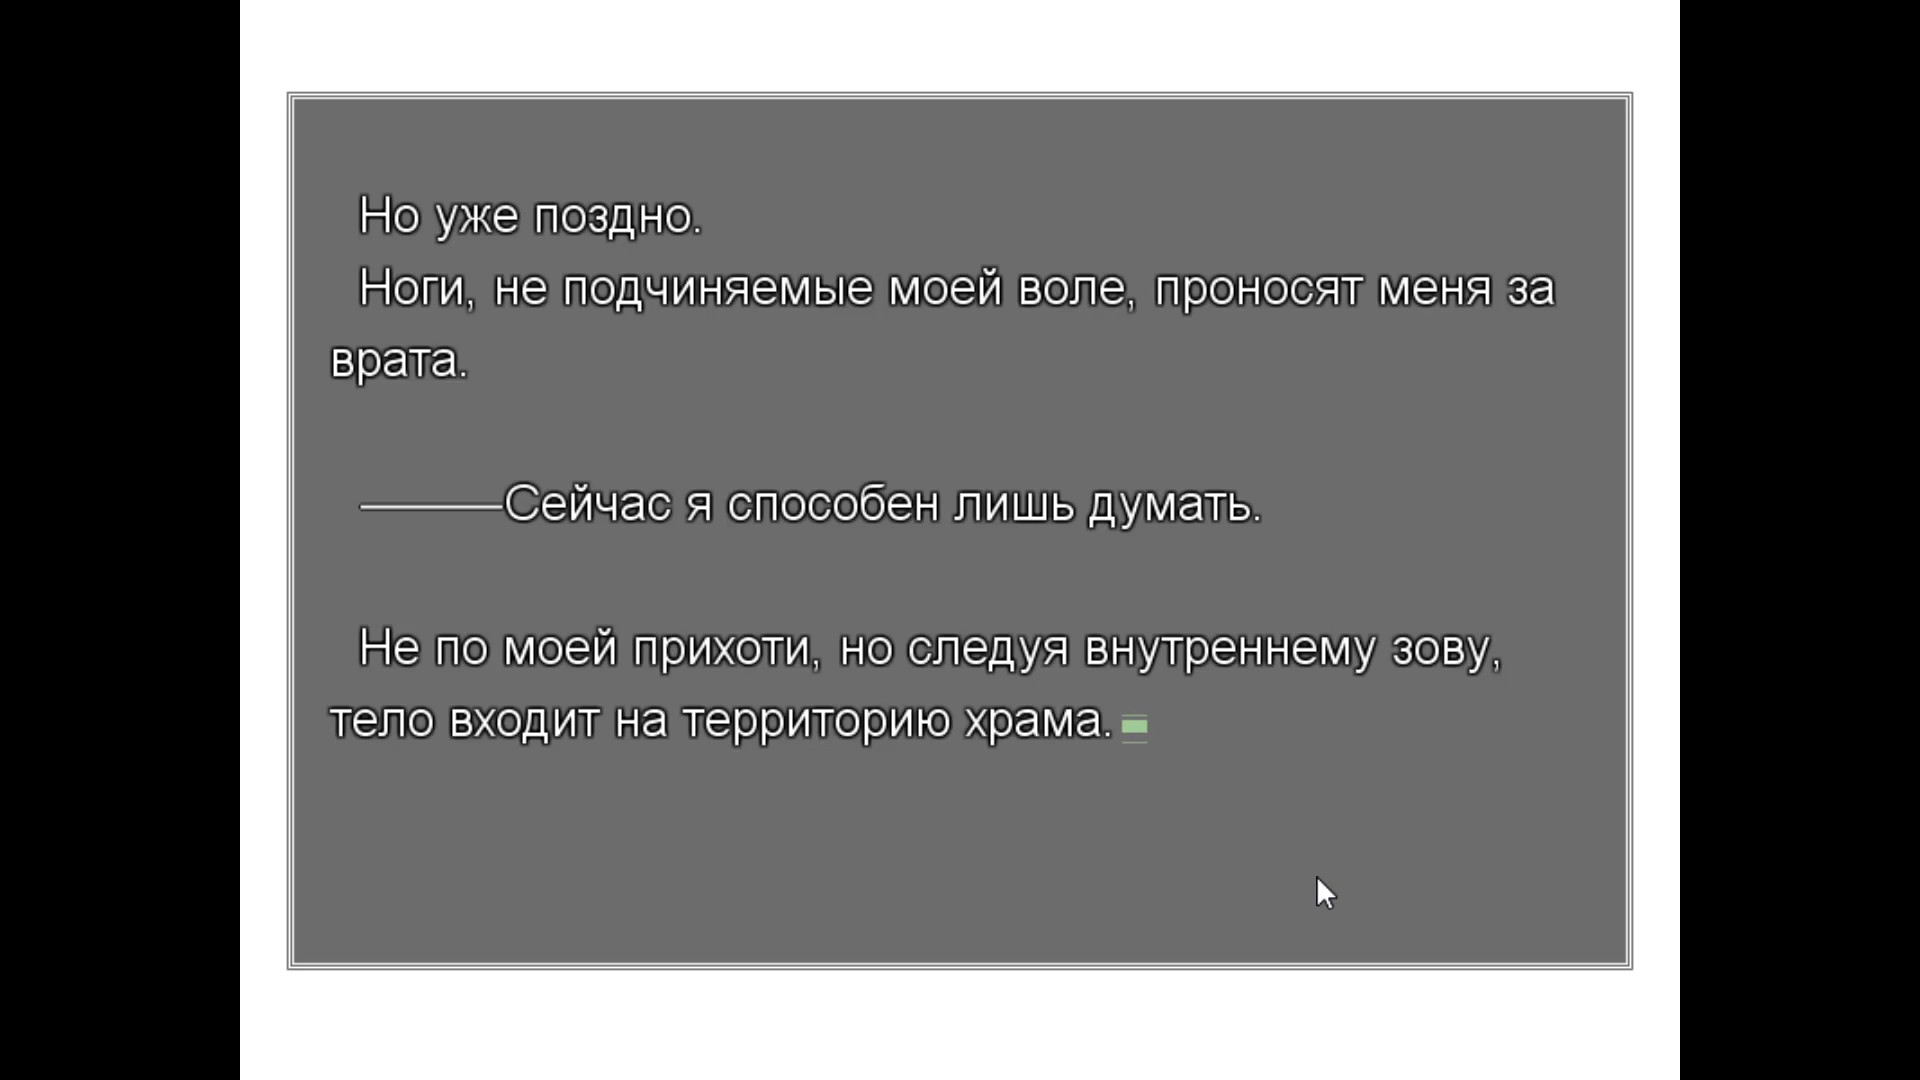 Но уже поздно.
Ноги, не подчиняемые моей воле, проносят меня за
врата.
———Сейчас я способен лишь думать.
Не по моей прихоти, но следуя внутреннему зову,
тело входит на территорию храма.